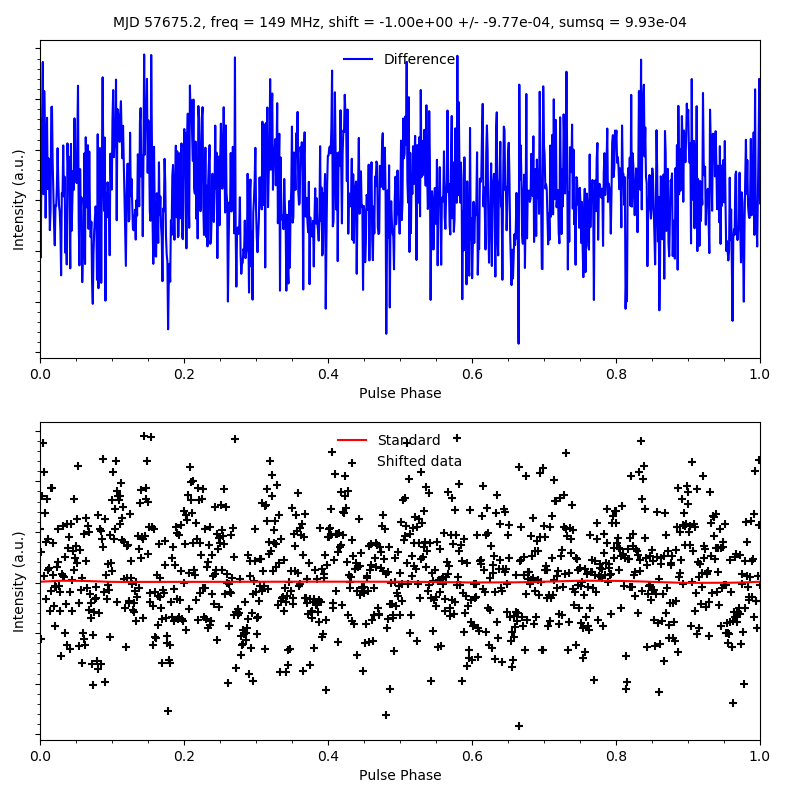 MJD 57675.2, freq = 149 MHz, shift = -1.00e+00 +/- -9.77e-04, sumsq = 9.93e-04
Difference
Intensity (a.u.)
0.0 0.2 0.4 0.6 0.8 1.0
Pulse Phase
Standard
Shifted data
Intensity (a.u.)
0.0 0.2 0.4 0.6 0.8 1.0
Pulse Phase